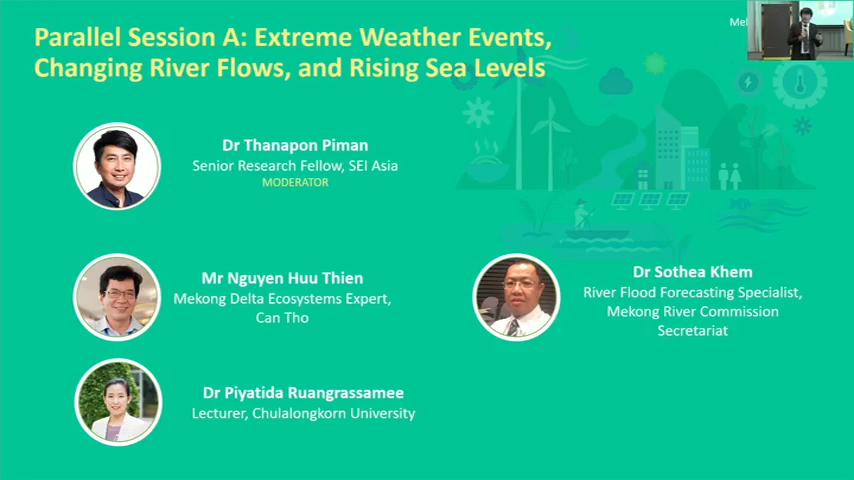 Parallel Session A: Extreme Weather Events,
Changing River Flows, and Rising Sea Levels
Mel
Dr Thanapon Piman
Senior Research Fellow, SEI Asia
MODERATOR
Mr Nguyen Huu Thien
Mekong Delta Ecosystems Expert,
Can Tho
Dr Sothea Khem
River Flood Forecasting Specialist,
Mekong River Commission
Secretariat
Dr Piyatida Ruangrassamee
Lecturer, Chulalongkorn University